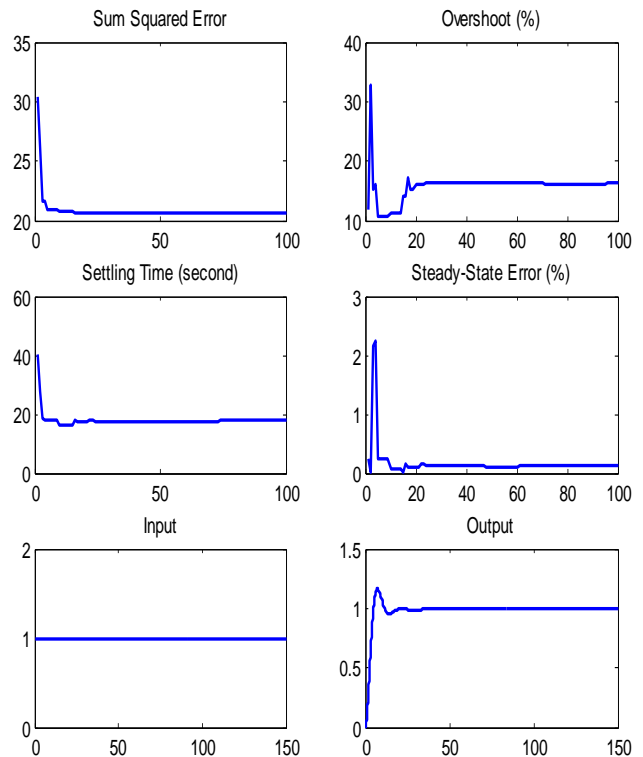 Sum Squared Error
35
30
25
20
0 50 100
Overshoot (%)
40
30
20
10
0 20 40 60 80 100
Settling Time (second)
60
40
20
0
0 50 100
Steady-State Error (%)
3
2
1
0
0 20 40 60 80 100
Input
2
1
0
0 50 100 150
Output
1.5
1
0.5
0
0 50 100 150